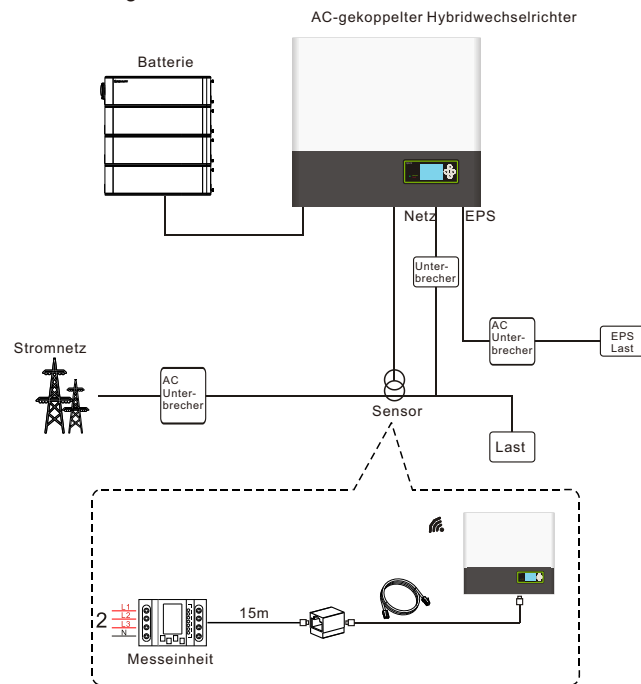 AC-gekoppelter Hybridwechselrichter
Batterie
Netz
EPS
Unter-
brecher
AC
Unter-
brecher
EPS
Last
Stromnetz
AC
Unter-
brecher
Sensor
Last
2
L1
L2
L3
N
15m
Messeinheit